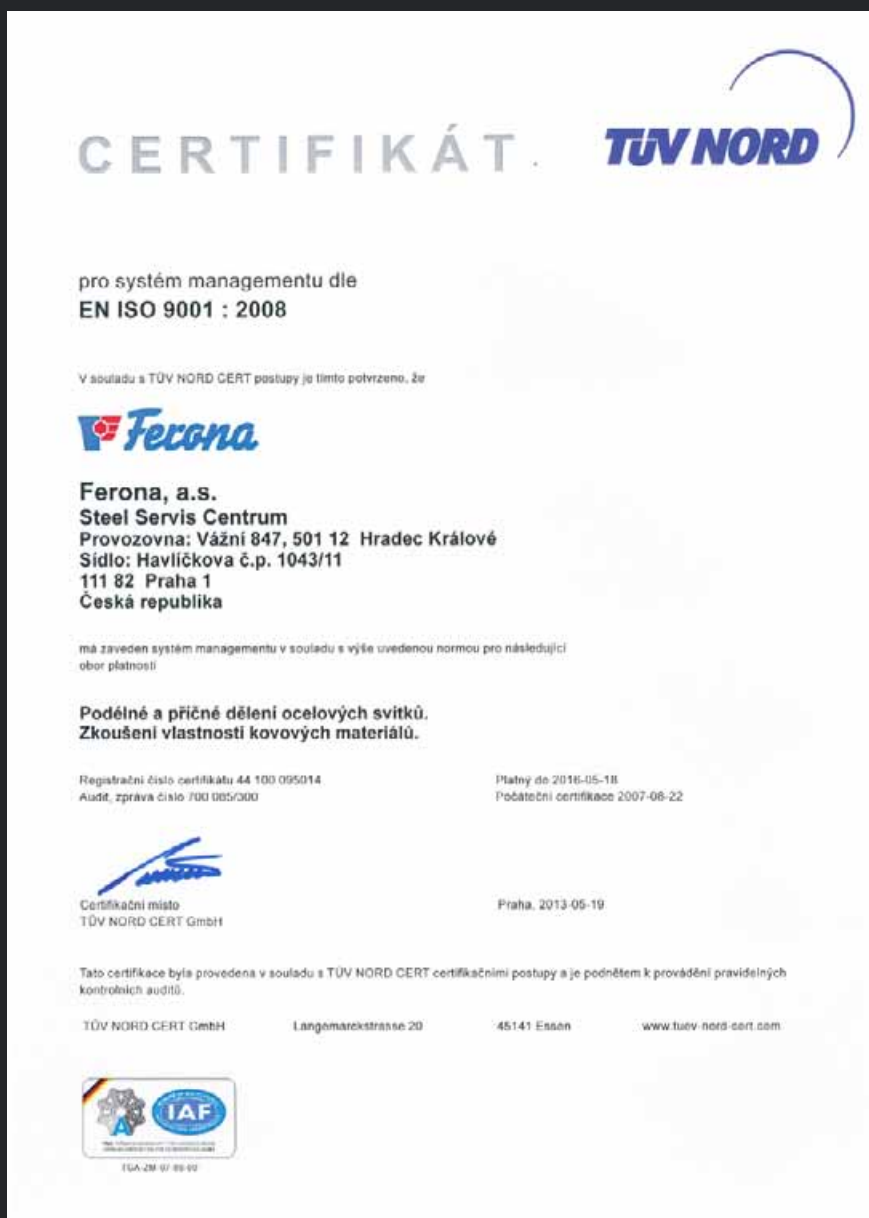 CERTIFIKÁT
TÜV NORD
pro systém managementu dle
EN ISO 9001 : 2008
V souladu s TÜV NORD CERT postupy je tímto potvrzeno, že
Ferona
Ferona, a.s.
Steel Servis Centrum
Provozovna: Vážní 847, 501 12 Hradec Králové
Sídlo: Havlíčkova č.p. 1043/11
111 82 Praha 1
Česká republika
má zaveden systém managementu v souladu s výše uvedenou normou pro následující
obor platnosti
Podélné a příčné dělení ocelových svitků.
Zkoušení vlastností kovových materiálů.
Registrační číslo certifikátu 44 100 095014
Audit, zpráva číslo 700 085/300
Platný do 2016-05-18
Počáteční certifikace 2007-08-22
Certifikační místo
TÜV NORD CERT GmbH
Praha, 2013-05-19
Tato certifikace byla provedena v souladu s TÜV NORD CERT certifikačními postupy a je podnětem k provádění pravidelných
kontrolních auditů.
TÜV NORD CERT GmbH Langemarckstrasse 20 45141 Essen www.tuev-nord-cert.com
A IAF